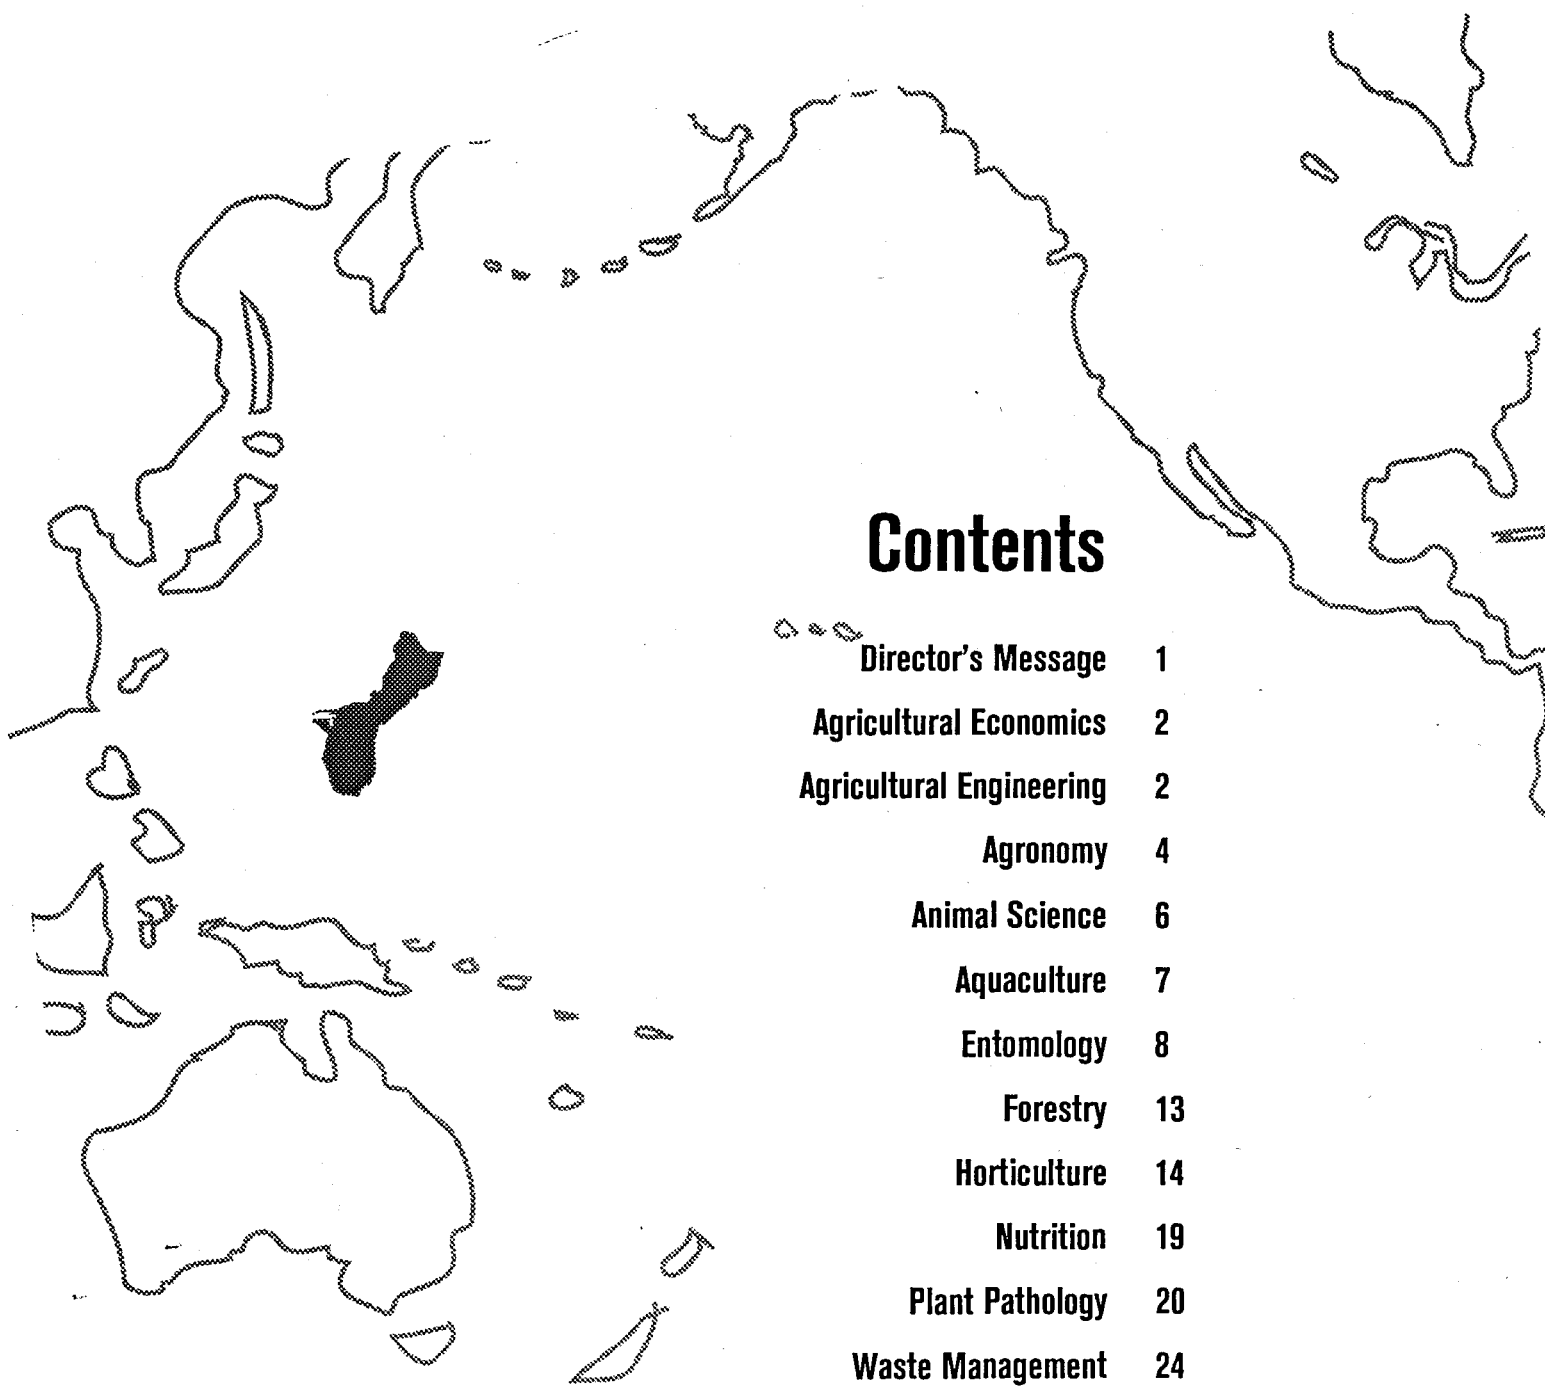 Contents
Director's Message 1
Agricultural Economics 2
Agricultural Engineering 2
Agronomy 4
Animal Science 6
Aquaculture 7
Entomology 8
Forestry 13
Horticulture 14
Nutrition 19
Plant Pathology 20
Waste Management 24